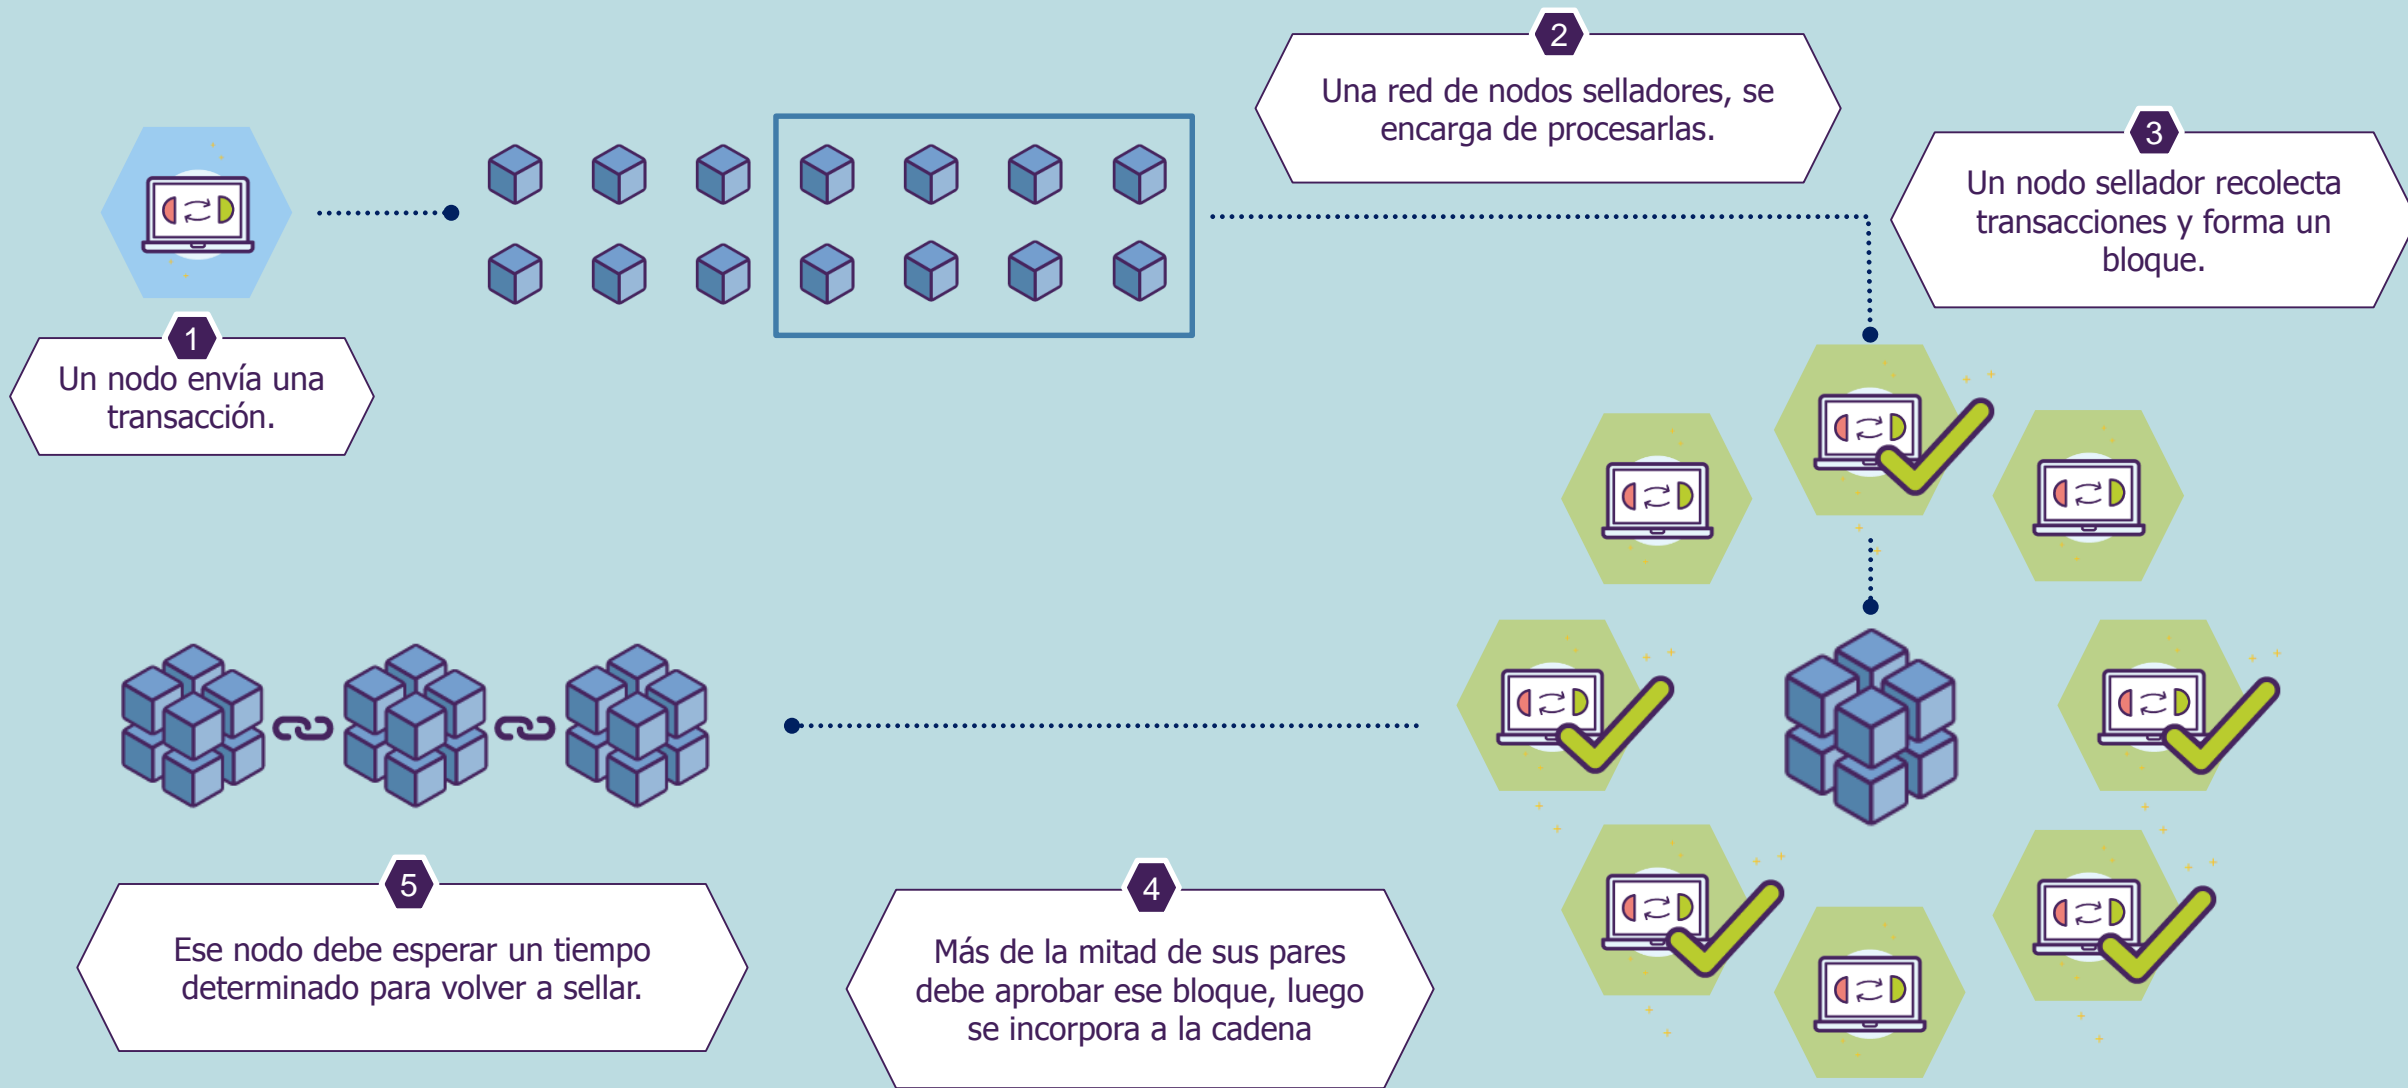 1
Un nodo envía una
transacción.
2
Una red de nodos selladores, se
encarga de procesarlas.
3
Un nodo sellador recolecta
transacciones y forma un
bloque.
4
Más de la mitad de sus pares
debe aprobar ese bloque, luego
se incorpora a la cadena
5
Ese nodo debe esperar un tiempo
determinado para volver a sellar.